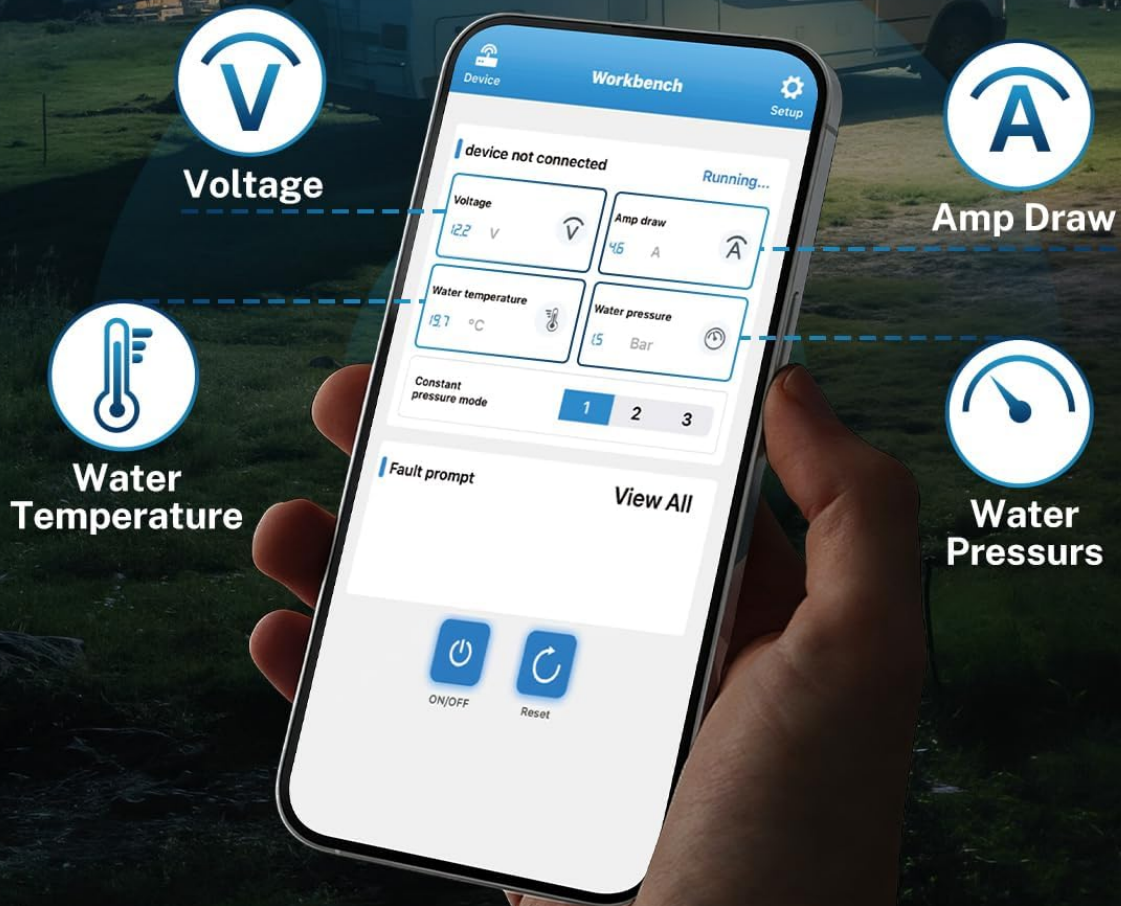 V
Voltage
A
Amp Draw
Water
Temperature
Water
Pressurs
Device
Workbench
Setup
device not connected
Running...
Voltage
12.2 V
V
Amp draw
4.6 A
A
Water temperature
19.7 °C
Water pressure
1.5 Bar
Constant
pressure mode
1 2 3
Fault prompt
View All
ON/OFF
Reset